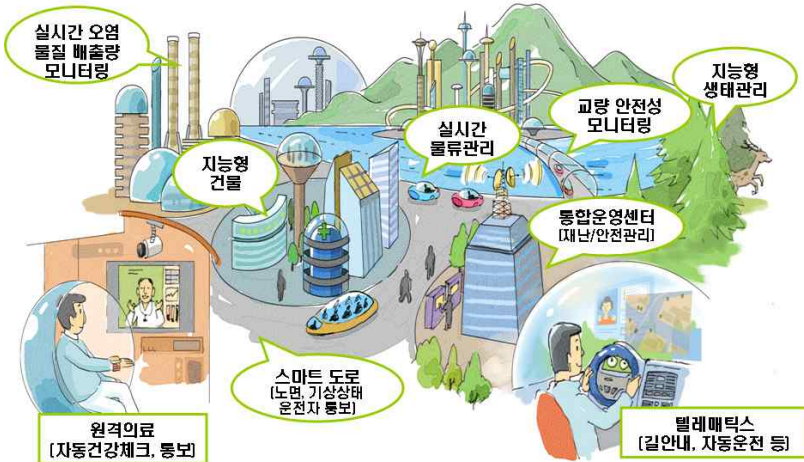 실시간 오염
물질 배출량
모니터링
지능형
건물
실시간
물류관리
교량 안전성
모니터링
지능형
생태관리
통합운영센터
[재난/안전관리]
스마트 도로
(노면, 기상상태
운전자 통보)
원격의료
(자동건강체크, 통보)
텔레매틱스
(길안내, 자동운전 등)